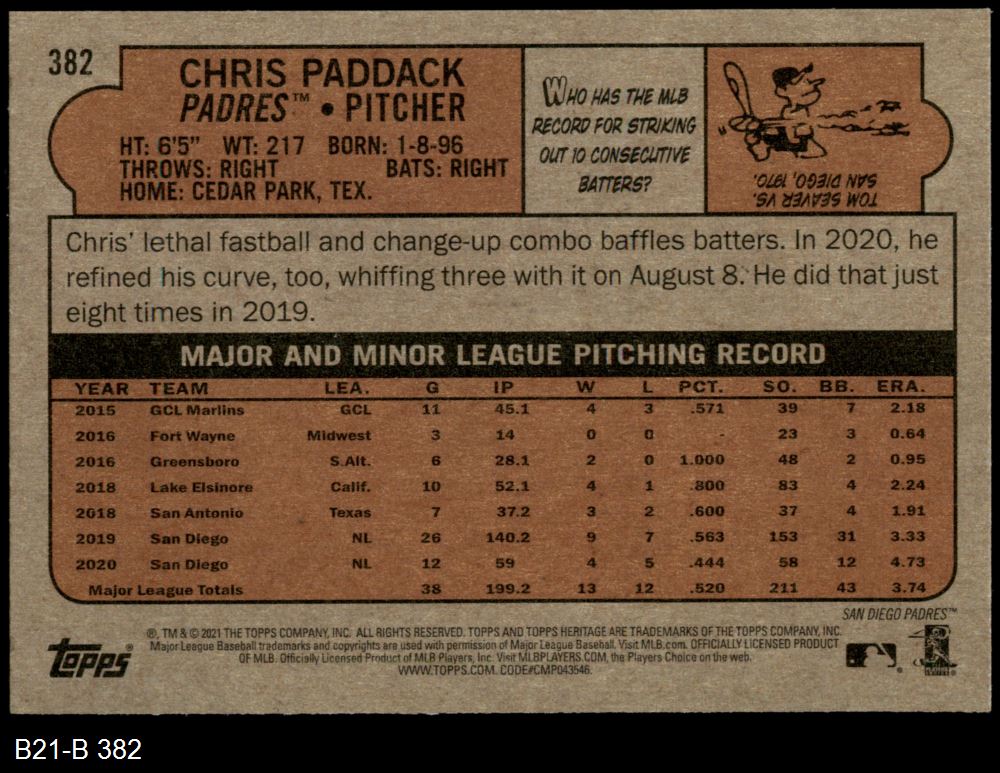 382
CHRIS PADDACK
PADRES™ • PITCHER
HT: 6'5" WT: 217 BORN: 1-8-96
THROWS: RIGHT BATS: RIGHT
HOME: CEDAR PARK, TEX.
WHO HAS THE MLB
RECORD FOR STRIKING
OUT 10 CONSECUTIVE
BATTERS?
TOM SEAVER VS.
SAN DIEGO, 1970.
Chris' lethal fastball and change-up combo baffles batters. In 2020, he
refined his curve, too, whiffing three with it on August 8. He did that just
eight times in 2019.
MAJOR AND MINOR LEAGUE PITCHING RECORD
YEAR TEAM LEA. G IP W L PCT. SO. BB. ERA.
2015 GCL Marlins GCL 11 45.1 4 3 .571 39 7 2.18
2016 Fort Wayne Midwest 3 14 0 0 - 23 3 0.64
2016 Greensboro S.Alt. 6 28.1 2 0 1.000 48 2 0.95
2018 Lake Elsinore Calif. 10 52.1 4 1 .800 83 4 2.24
2018 San Antonio Texas 7 37.2 3 2 .600 37 4 1.91
2019 San Diego NL 26 140.2 9 7 .563 153 31 3.33
2020 San Diego NL 12 59 4 5 .444 58 12 4.73
Major League Totals 38 199.2 13 12 .520 211 43 3.74
SAN DIEGO PADRES™
topps®
®, TM & © 2021 THE TOPPS COMPANY, INC. ALL RIGHTS RESERVED. TOPPS AND TOPPS HERITAGE ARE TRADEMARKS OF THE TOPPS COMPANY, INC.
Major League Baseball trademarks and copyrights are used with permission of Major League Baseball. Visit MLB.com. OFFICIALLY LICENSED PRODUCT
OF MLB. Officially Licensed Product of MLB Players, Inc. Visit MLBPLAYERS.COM, the Players Choice on the web.
WWW.TOPPS.COM. CODE#CMP043546.
B21-B 382